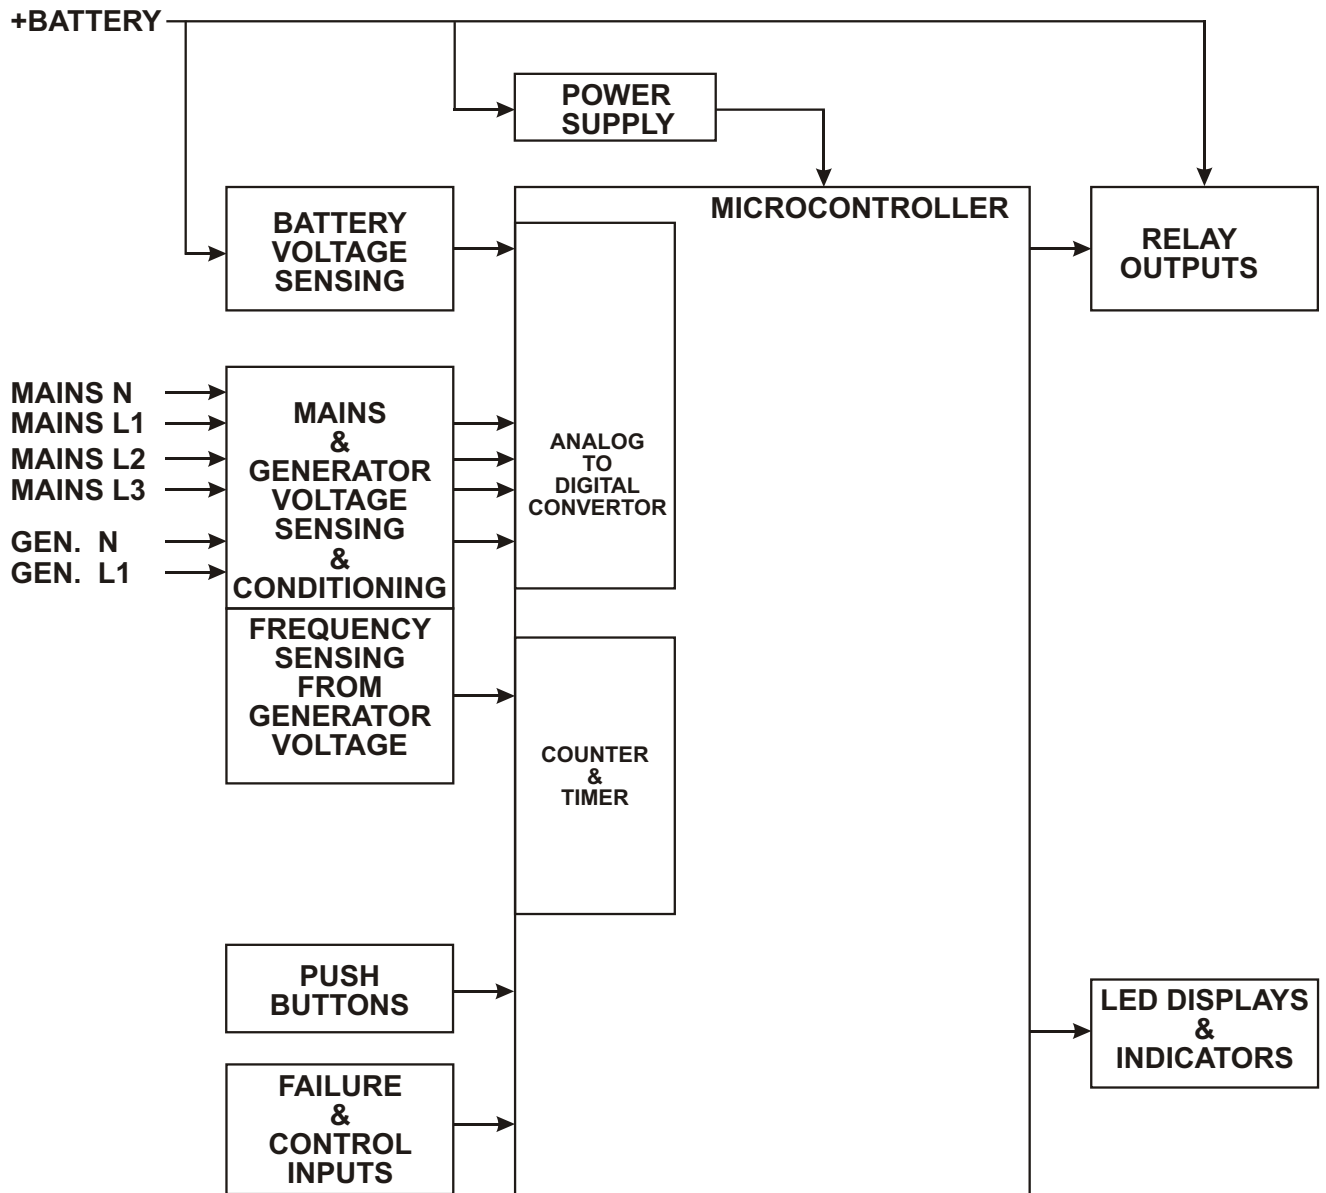 +BATTERY
POWER
SUPPLY
MICROCONTROLLER
BATTERY
VOLTAGE
SENSING
RELAY
OUTPUTS
MAINS N
MAINS L1
MAINS L2
MAINS L3
GEN. N
GEN. L1
MAINS
&
GENERATOR
VOLTAGE
SENSING
&
CONDITIONING
ANALOG
TO
DIGITAL
CONVERTOR
FREQUENCY
SENSING
FROM
GENERATOR
VOLTAGE
COUNTER
&
TIMER
PUSH
BUTTONS
LED DISPLAYS
&
INDICATORS
FAILURE
&
CONTROL
INPUTS